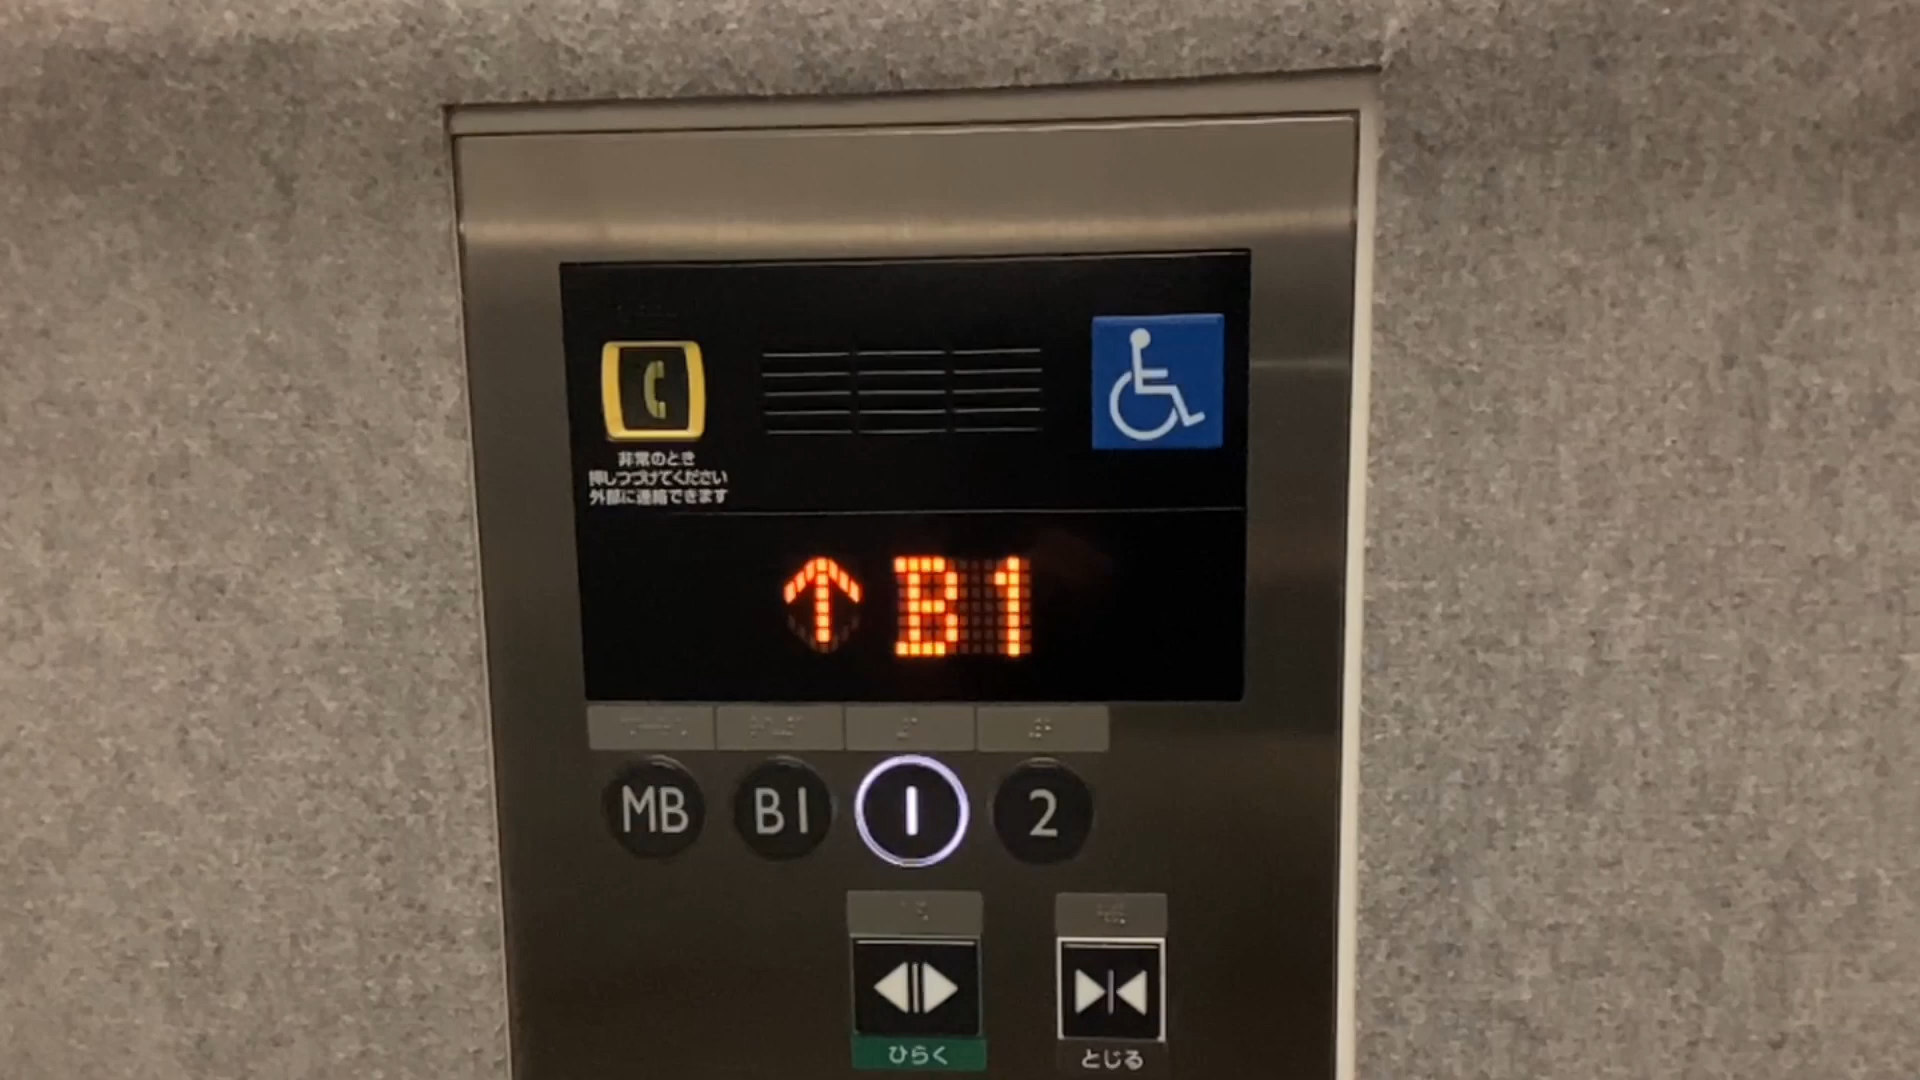 非常のとき
押しつづけてください
外部に連絡できます
B1
MB B1 1 2
ひらく とじる